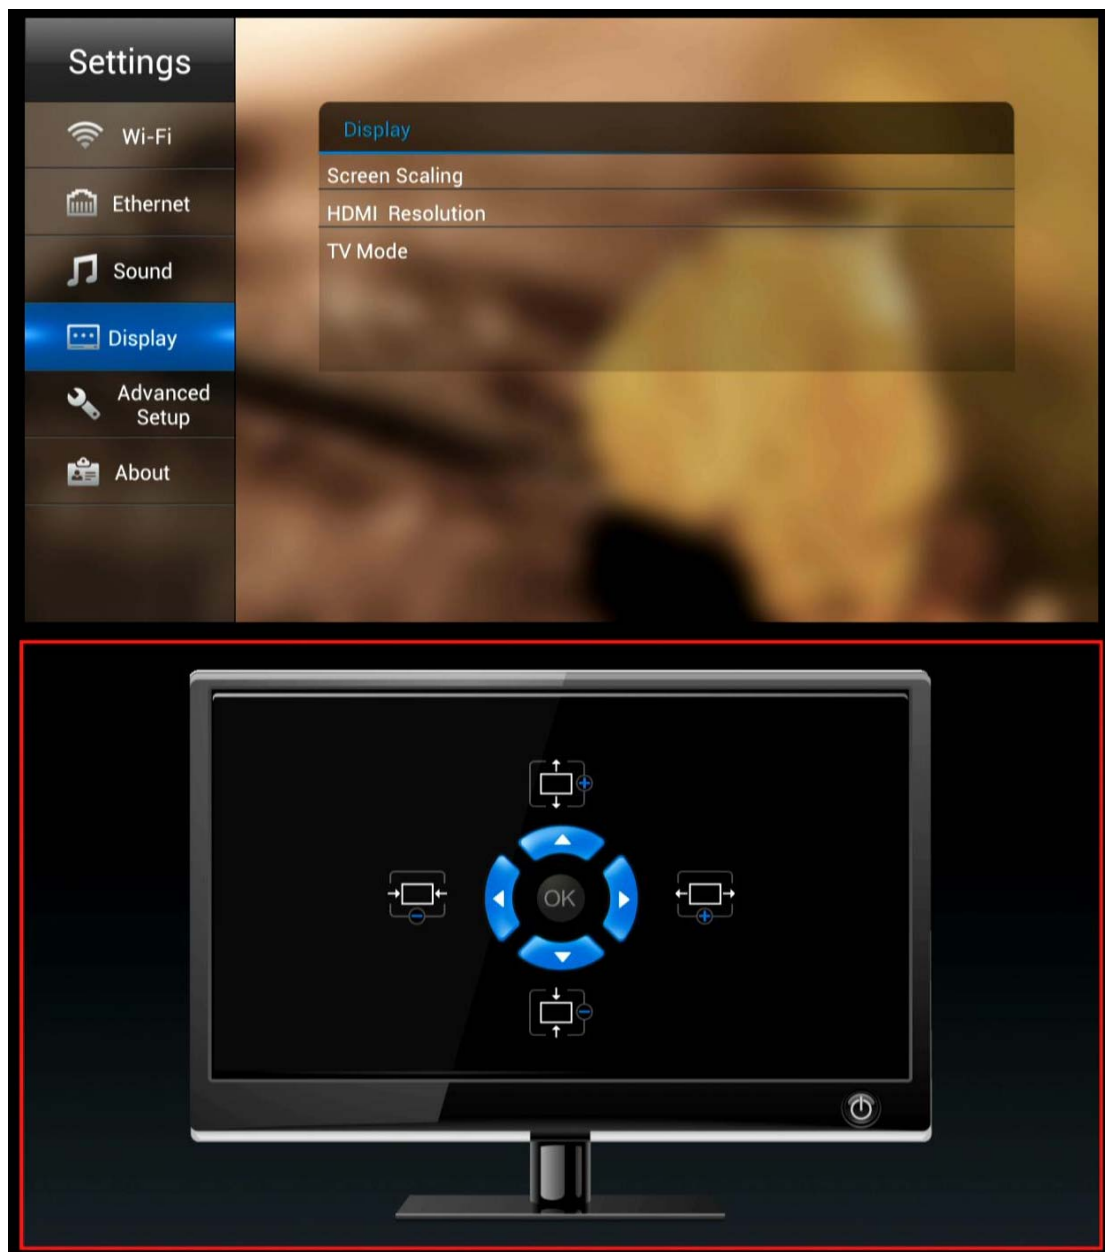 Settings
Wi-Fi
Ethernet
Sound
Display
Advanced
Setup
About
Display
Screen Scaling
HDMI Resolution
TV Mode
OK